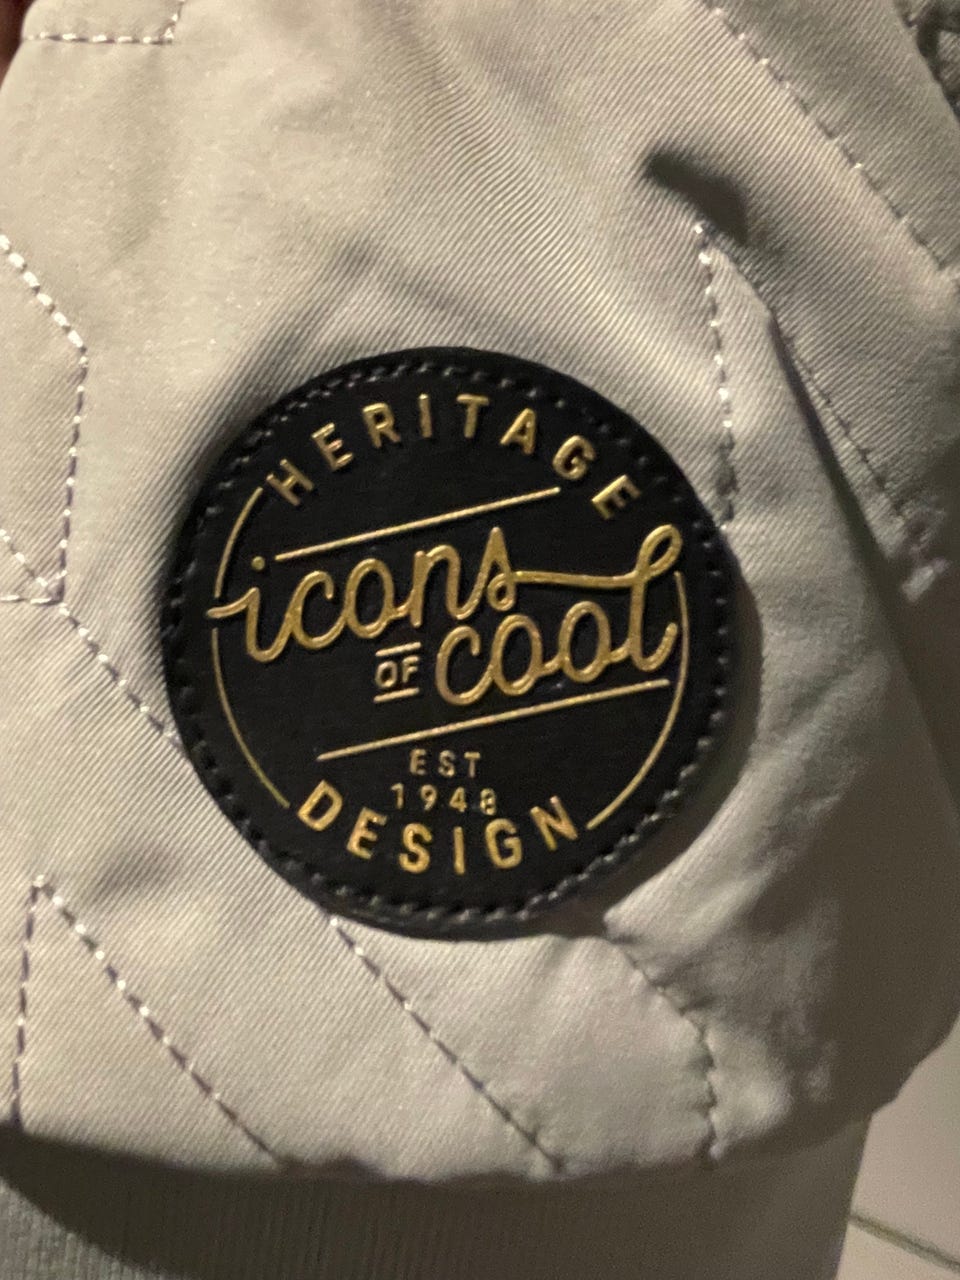 HERITAGE
icons
OF cool
EST
1948
DESIGN